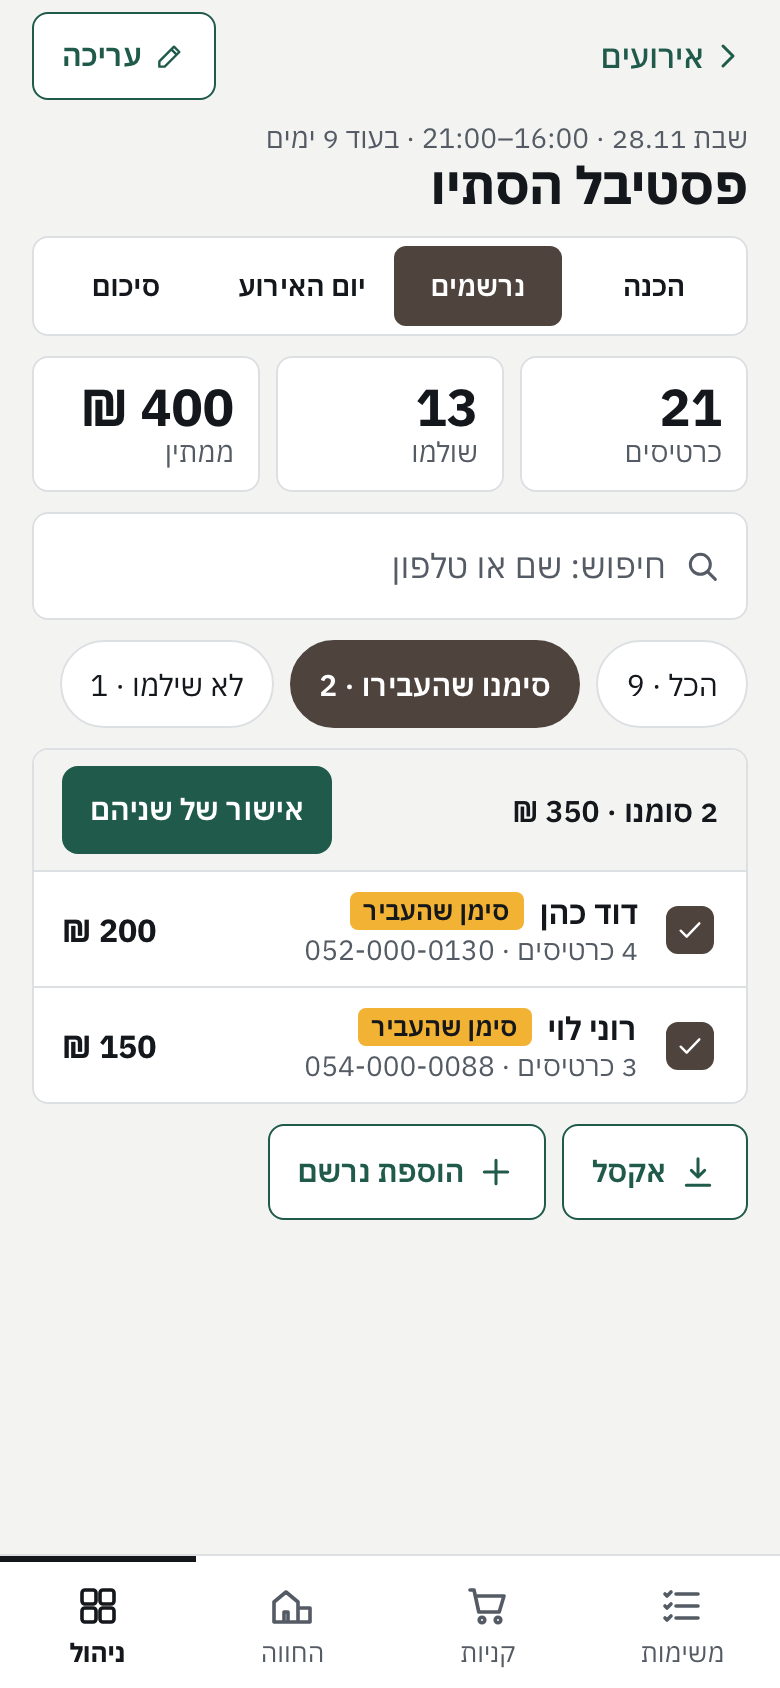 אירועים
עריכה
שבת 28.11 · 16:00–21:00 · בעוד 9 ימים
פסטיבל הסתיו
הכנה
נרשמים
יום האירוע
סיכום
21
כרטיסים
13
שולמו
400 ₪
ממתין
חיפוש: שם או טלפון
הכל · 9
סימנו שהעבירו · 2
לא שילמו · 1
2 סומנו · 350 ₪
אישור של שניהם
דוד כהן סימן שהעביר
4 כרטיסים · 052-000-0130
200 ₪
רוני לוי סימן שהעביר
3 כרטיסים · 054-000-0088
150 ₪
אקסל
הוספת נרשם
משימות
קניות
החווה
ניהול